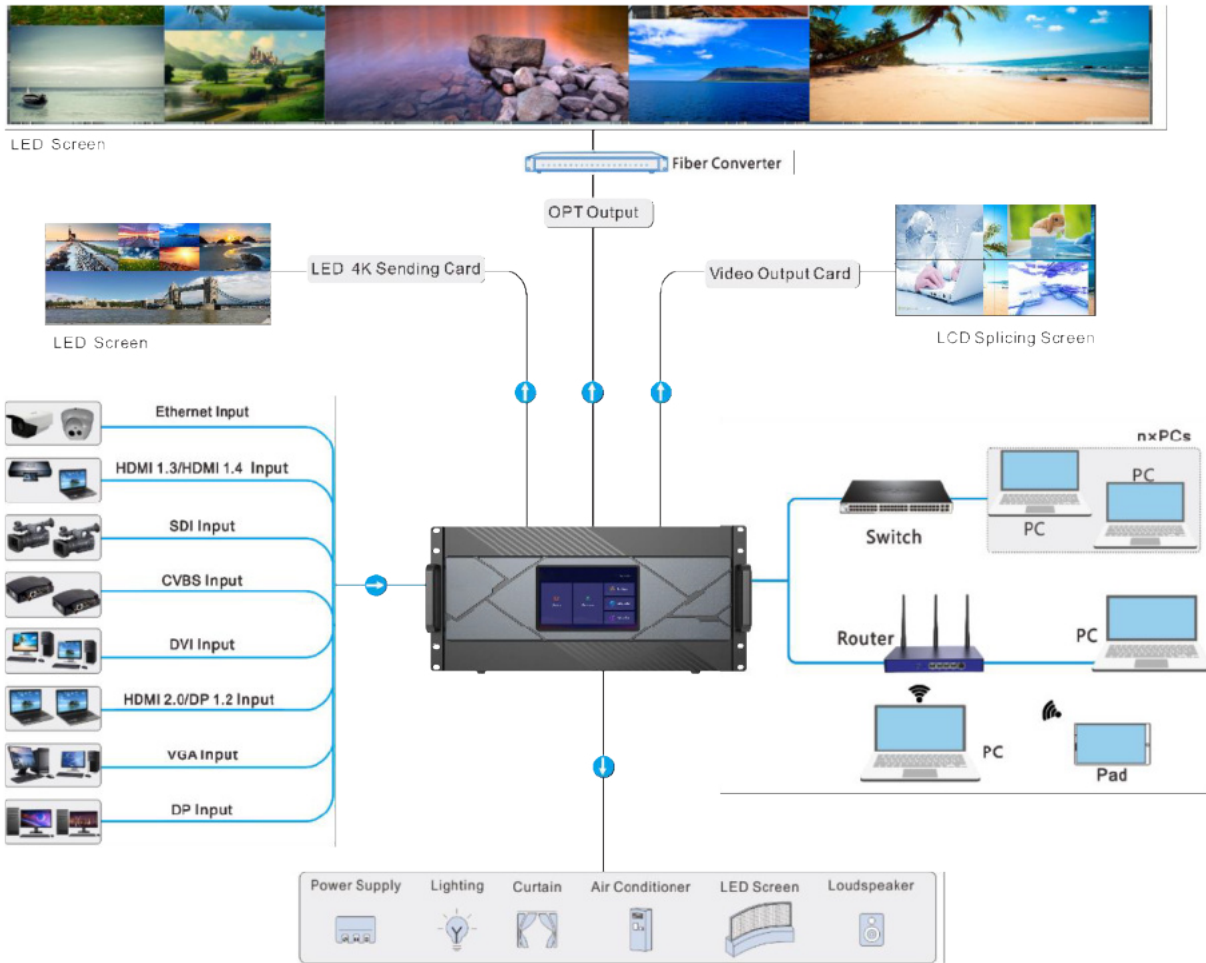 LED Screen
Fiber Converter
OPT Output
LED 4K Sending Card
Video Output Card
LED Screen
LCD Splicing Screen
Ethernet Input
HDMI 1.3/HDMI 1.4 Input
SDI Input
CVBS Input
DVI Input
HDMI 2.0/DP 1.2 Input
VGA Input
DP Input
n×PCs
PC
PC
Switch
Router
PC
PC
Pad
Power Supply
Lighting
Curtain
Air Conditioner
LED Screen
Loudspeaker